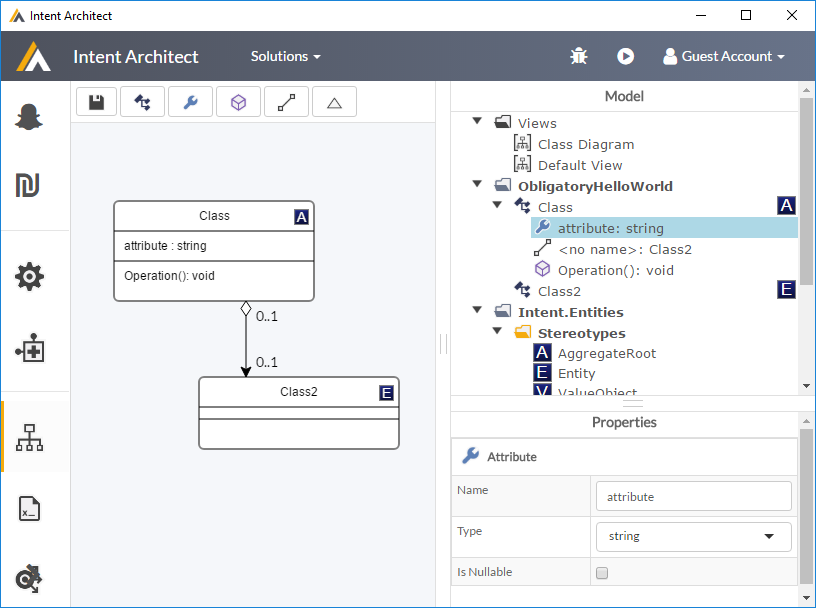 Intent Architect
Intent Architect
Solutions
Guest Account
Model
Views
Class Diagram
Default View
ObligatoryHelloWorld
Class
A
attribute: string
<no name>: Class2
Operation(): void
Class2
E
Intent.Entities
Stereotypes
A AggregateRoot
E Entity
V ValueObject
Class
A
attribute : string
Operation(): void
0..1
0..1
Class2
E
Properties
Attribute
Name
attribute
Type
string
Is Nullable